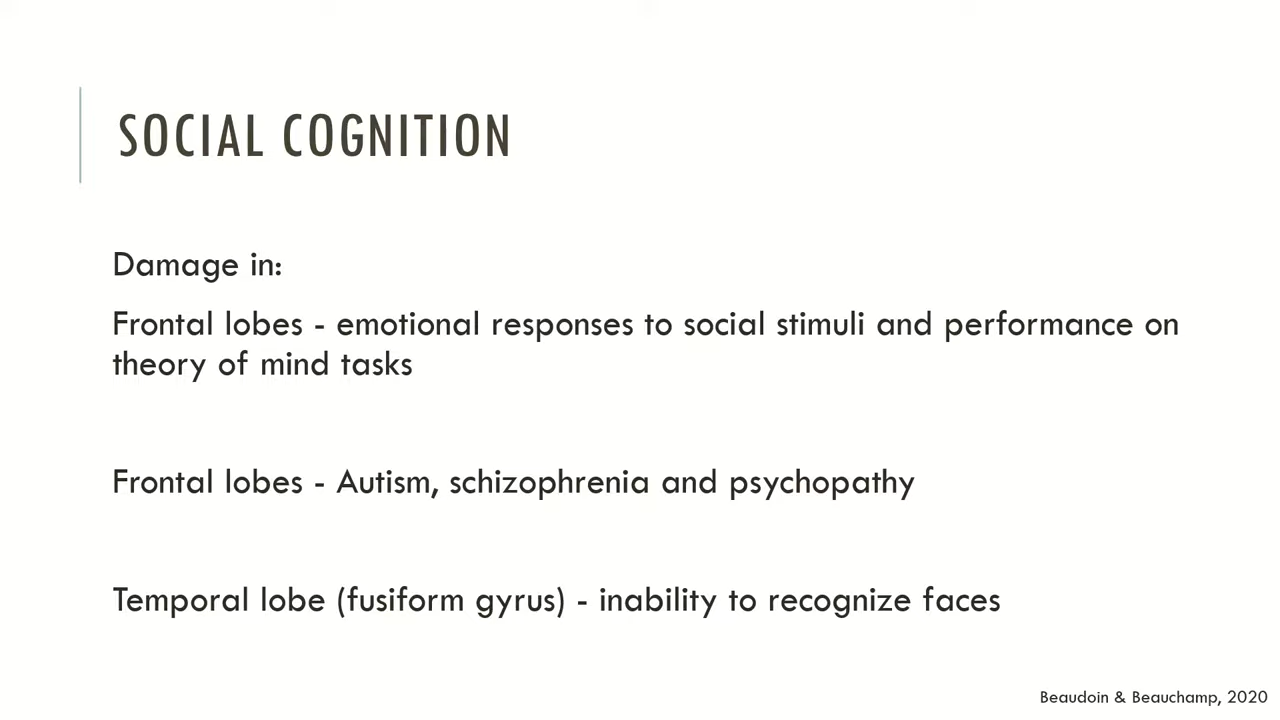 SOCIAL COGNITION
Damage in:
Frontal lobes - emotional responses to social stimuli and performance on
theory of mind tasks
Frontal lobes - Autism, schizophrenia and psychopathy
Temporal lobe (fusiform gyrus) - inability to recognize faces
Beaudoin & Beauchamp, 2020